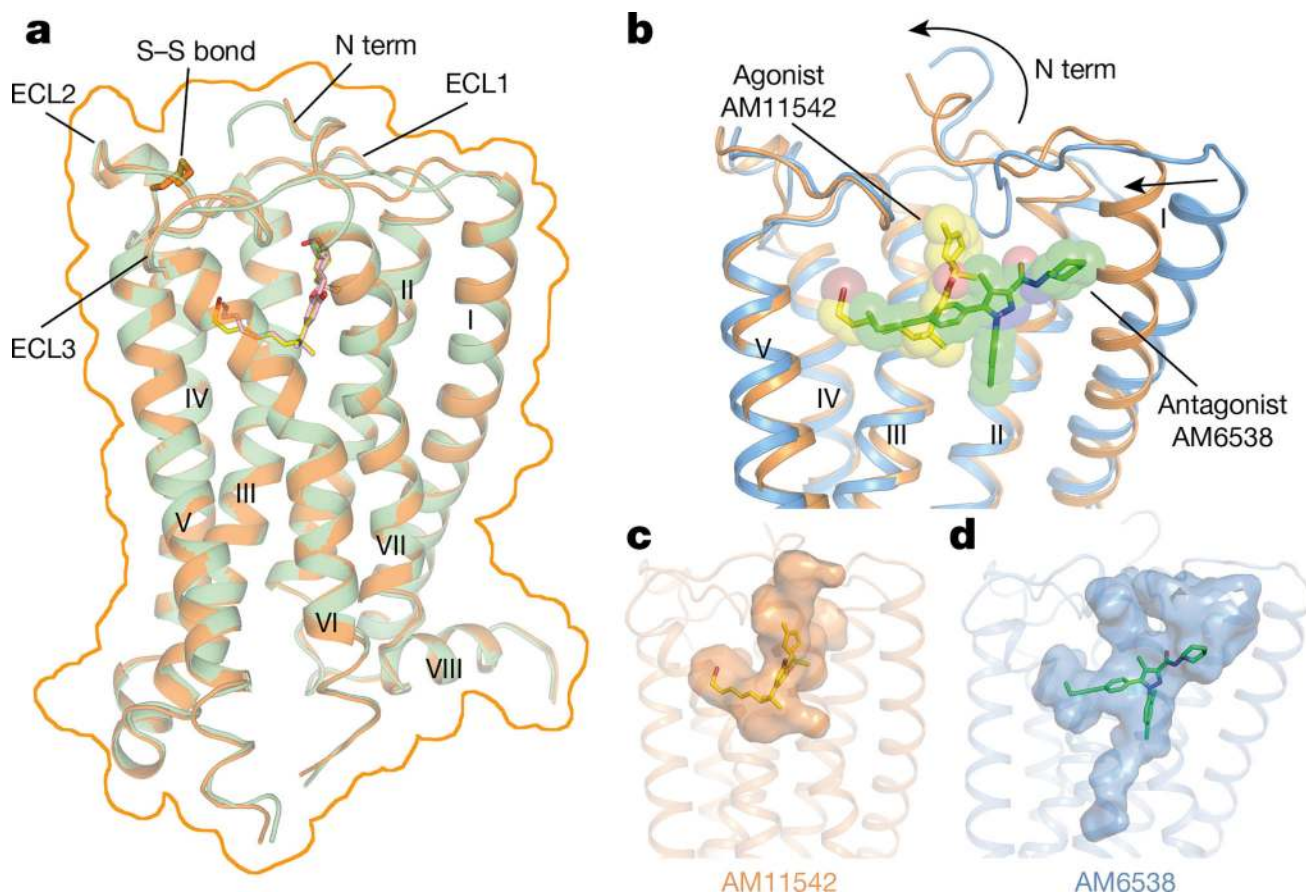 a
S–S bond
N term
ECL2
ECL1
ECL3
II
I
IV
III
V
VII
VI
VIII
b
Agonist
AM11542
N term
I
V
IV
III
II
Antagonist
AM6538
c
AM11542
d
AM6538